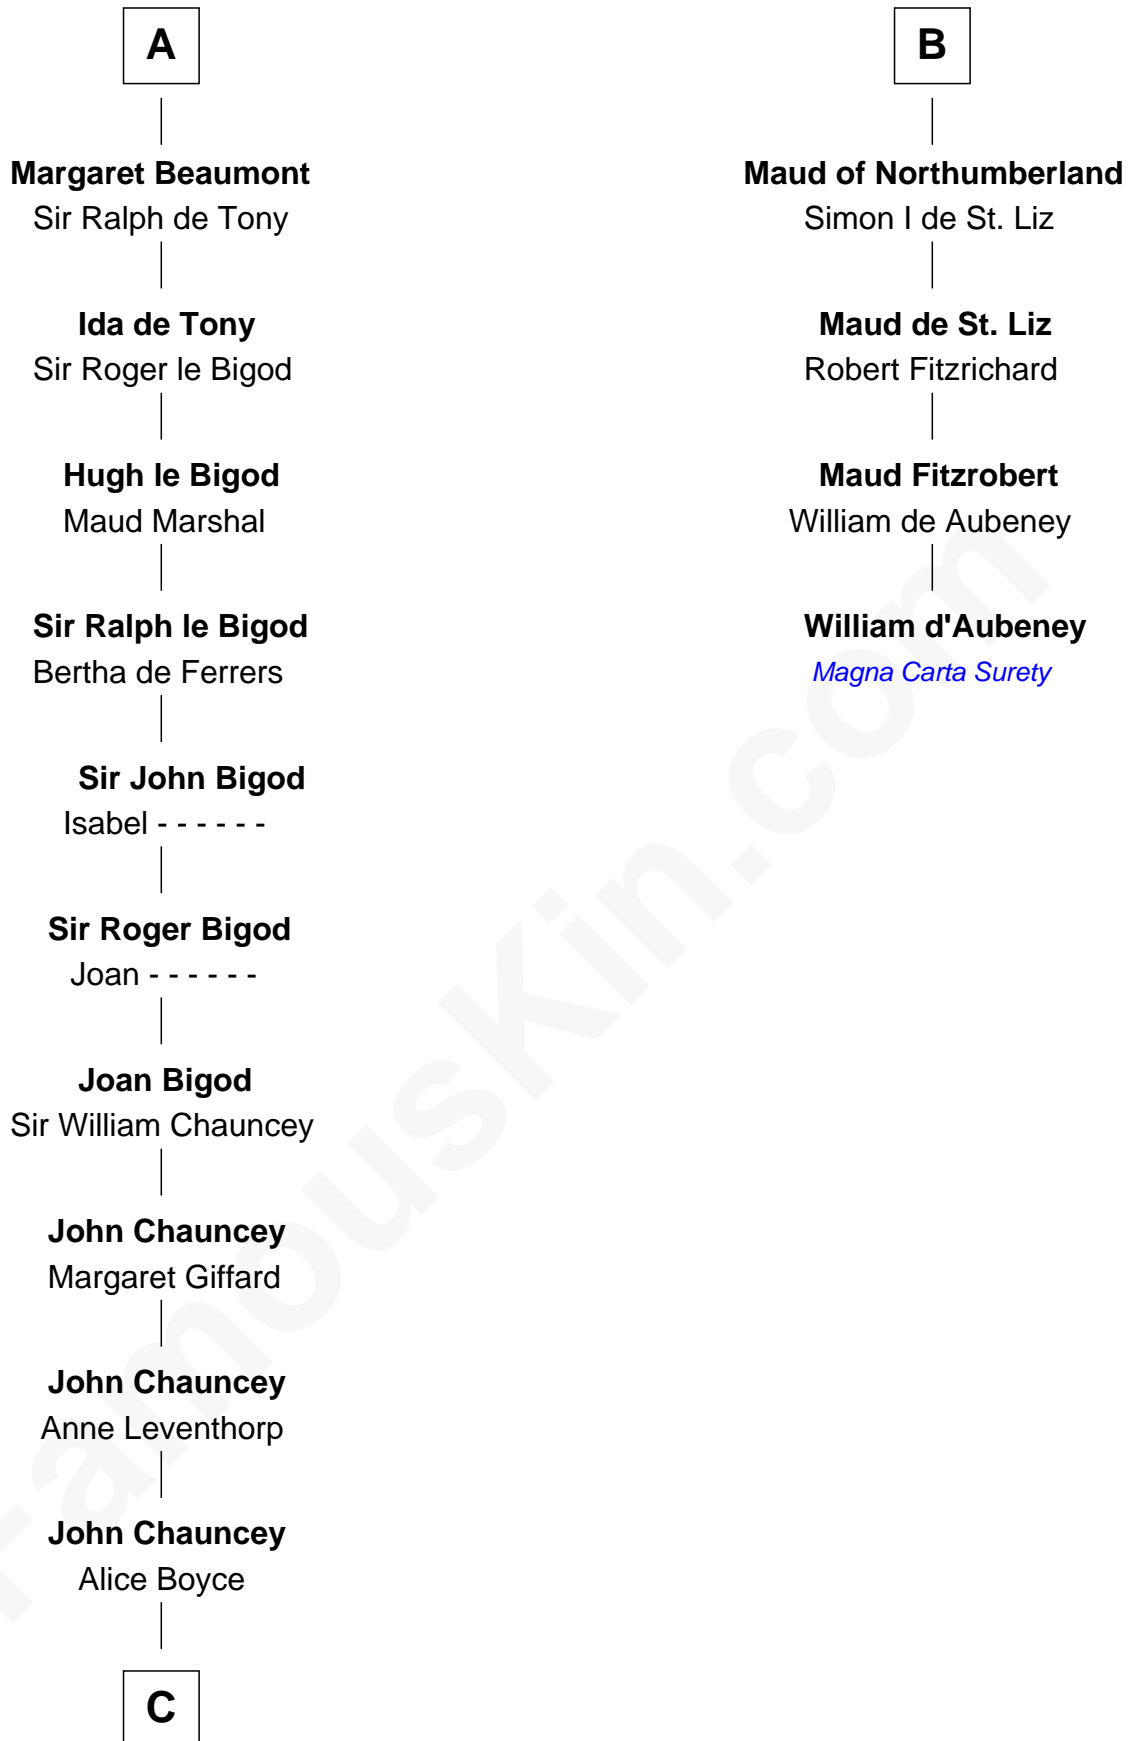 A
Margaret Beaumont
Sir Ralph de Tony
Ida de Tony
Sir Roger le Bigod
Hugh le Bigod
Maud Marshal
Sir Ralph le Bigod
Bertha de Ferrers
Sir John Bigod
Isabel - - - - - -
Sir Roger Bigod
Joan - - - - - -
Joan Bigod
Sir William Chauncey
John Chauncey
Margaret Giffard
John Chauncey
Anne Leventhorp
John Chauncey
Alice Boyce
C
B
Maud of Northumberland
Simon I de St. Liz
Maud de St. Liz
Robert Fitzrichard
Maud Fitzrobert
William de Aubeney
William d'Aubeney
Magna Carta Surety
FamousKin.com